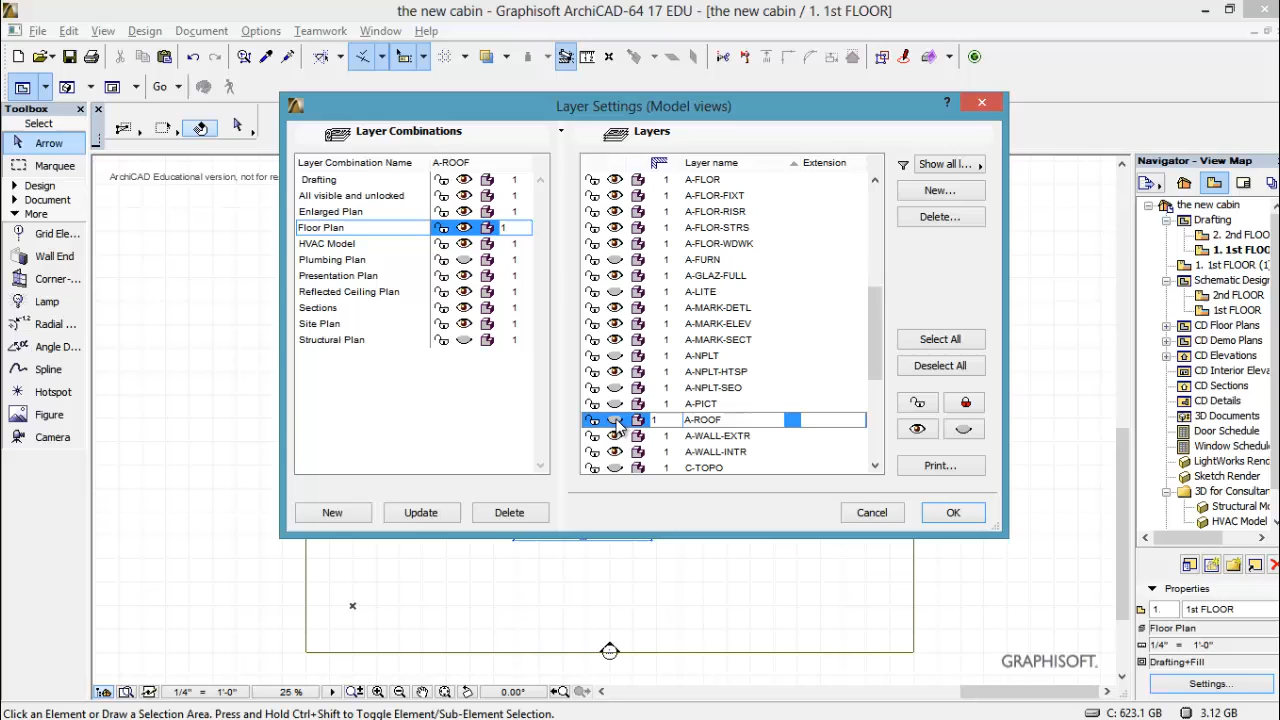 the new cabin - Graphisoft ArchiCAD-64 17 EDU - [the new cabin / 1. 1st FLOOR]
File Edit View Design Document Options Teamwork Window Help
Go
Toolbox
Select
Arrow
Marquee
Design
Document
More
Grid Ele...
Wall End
Corner-...
Lamp
Radial ...
Angle D...
Spline
Hotspot
Figure
Camera
ArchiCAD Educational version, not for res
Layer Settings (Model views)
?
Layer Combinations
Layer Combination Name A-ROOF
Drafting 1
All visible and unlocked 1
Enlarged Plan 1
Floor Plan 1
HVAC Model 1
Plumbing Plan 1
Presentation Plan 1
Reflected Ceiling Plan 1
Sections 1
Site Plan 1
Structural Plan 1
New Update Delete
Layers
Layer name Extension
1 A-FLOR
1 A-FLOR-FIXT
1 A-FLOR-RISR
1 A-FLOR-STRS
1 A-FLOR-WDWK
1 A-FURN
1 A-GLAZ-FULL
1 A-LITE
1 A-MARK-DETL
1 A-MARK-ELEV
1 A-MARK-SECT
1 A-NPLT
1 A-NPLT-HTSP
1 A-NPLT-SEO
1 A-PICT
1 A-ROOF
1 A-WALL-EXTR
1 A-WALL-INTR
1 C-TOPO
Show all l...
New...
Delete...
Select All
Deselect All
Print...
Cancel OK
Navigator - View Map
the new cabin
Drafting
2. 2nd FLOO
1. 1st FLOO
1. 1st FLOOR (1)
Schematic Design
2nd FLOOR
1st FLOOR
CD Floor Plans
CD Demo Plans
CD Elevations
CD Interior Eleva
CD Sections
CD Details
3D Documents
Door Schedule
Window Schedu
LightWorks Rend
Sketch Render
3D for Consultan
Structural Mo
HVAC Model
Properties
1. 1st FLOOR
Floor Plan
1/4" = 1'-0"
Drafting+Fill
Settings...
GRAPHISOFT.
1/4" = 1'-0" 25 % 0.00°
Click an Element or Draw a Selection Area. Press and Hold Ctrl+Shift to Toggle Element/Sub-Element Selection. C: 623.1 GB 3.12 GB